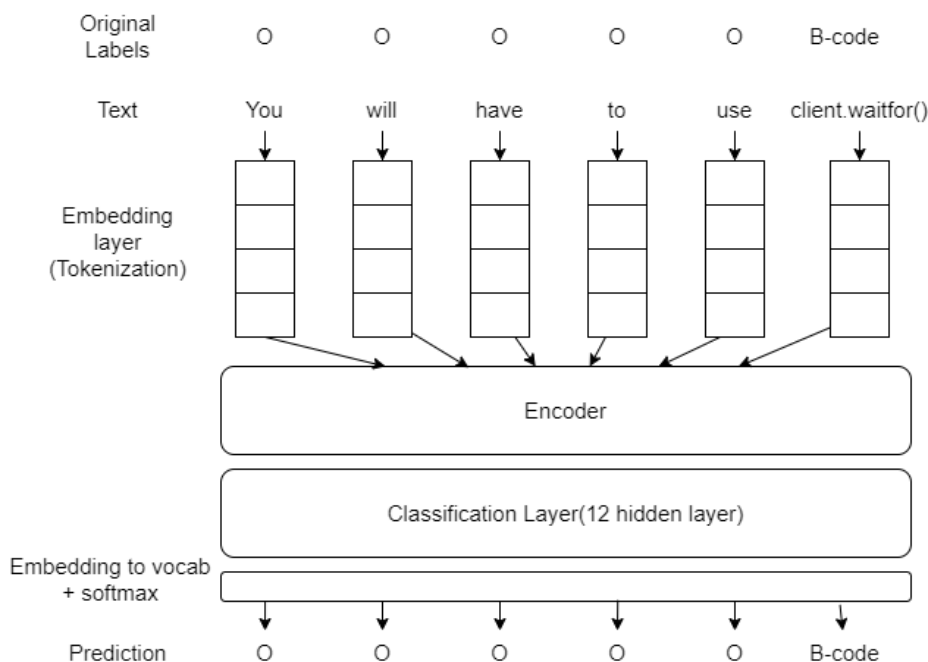 Original
Labels
O O O O O B-code
Text You will have to use client.waitfor()
Embedding
layer
(Tokenization)
Encoder
Classification Layer(12 hidden layer)
Embedding to vocab
+ softmax
Prediction O O O O O B-code